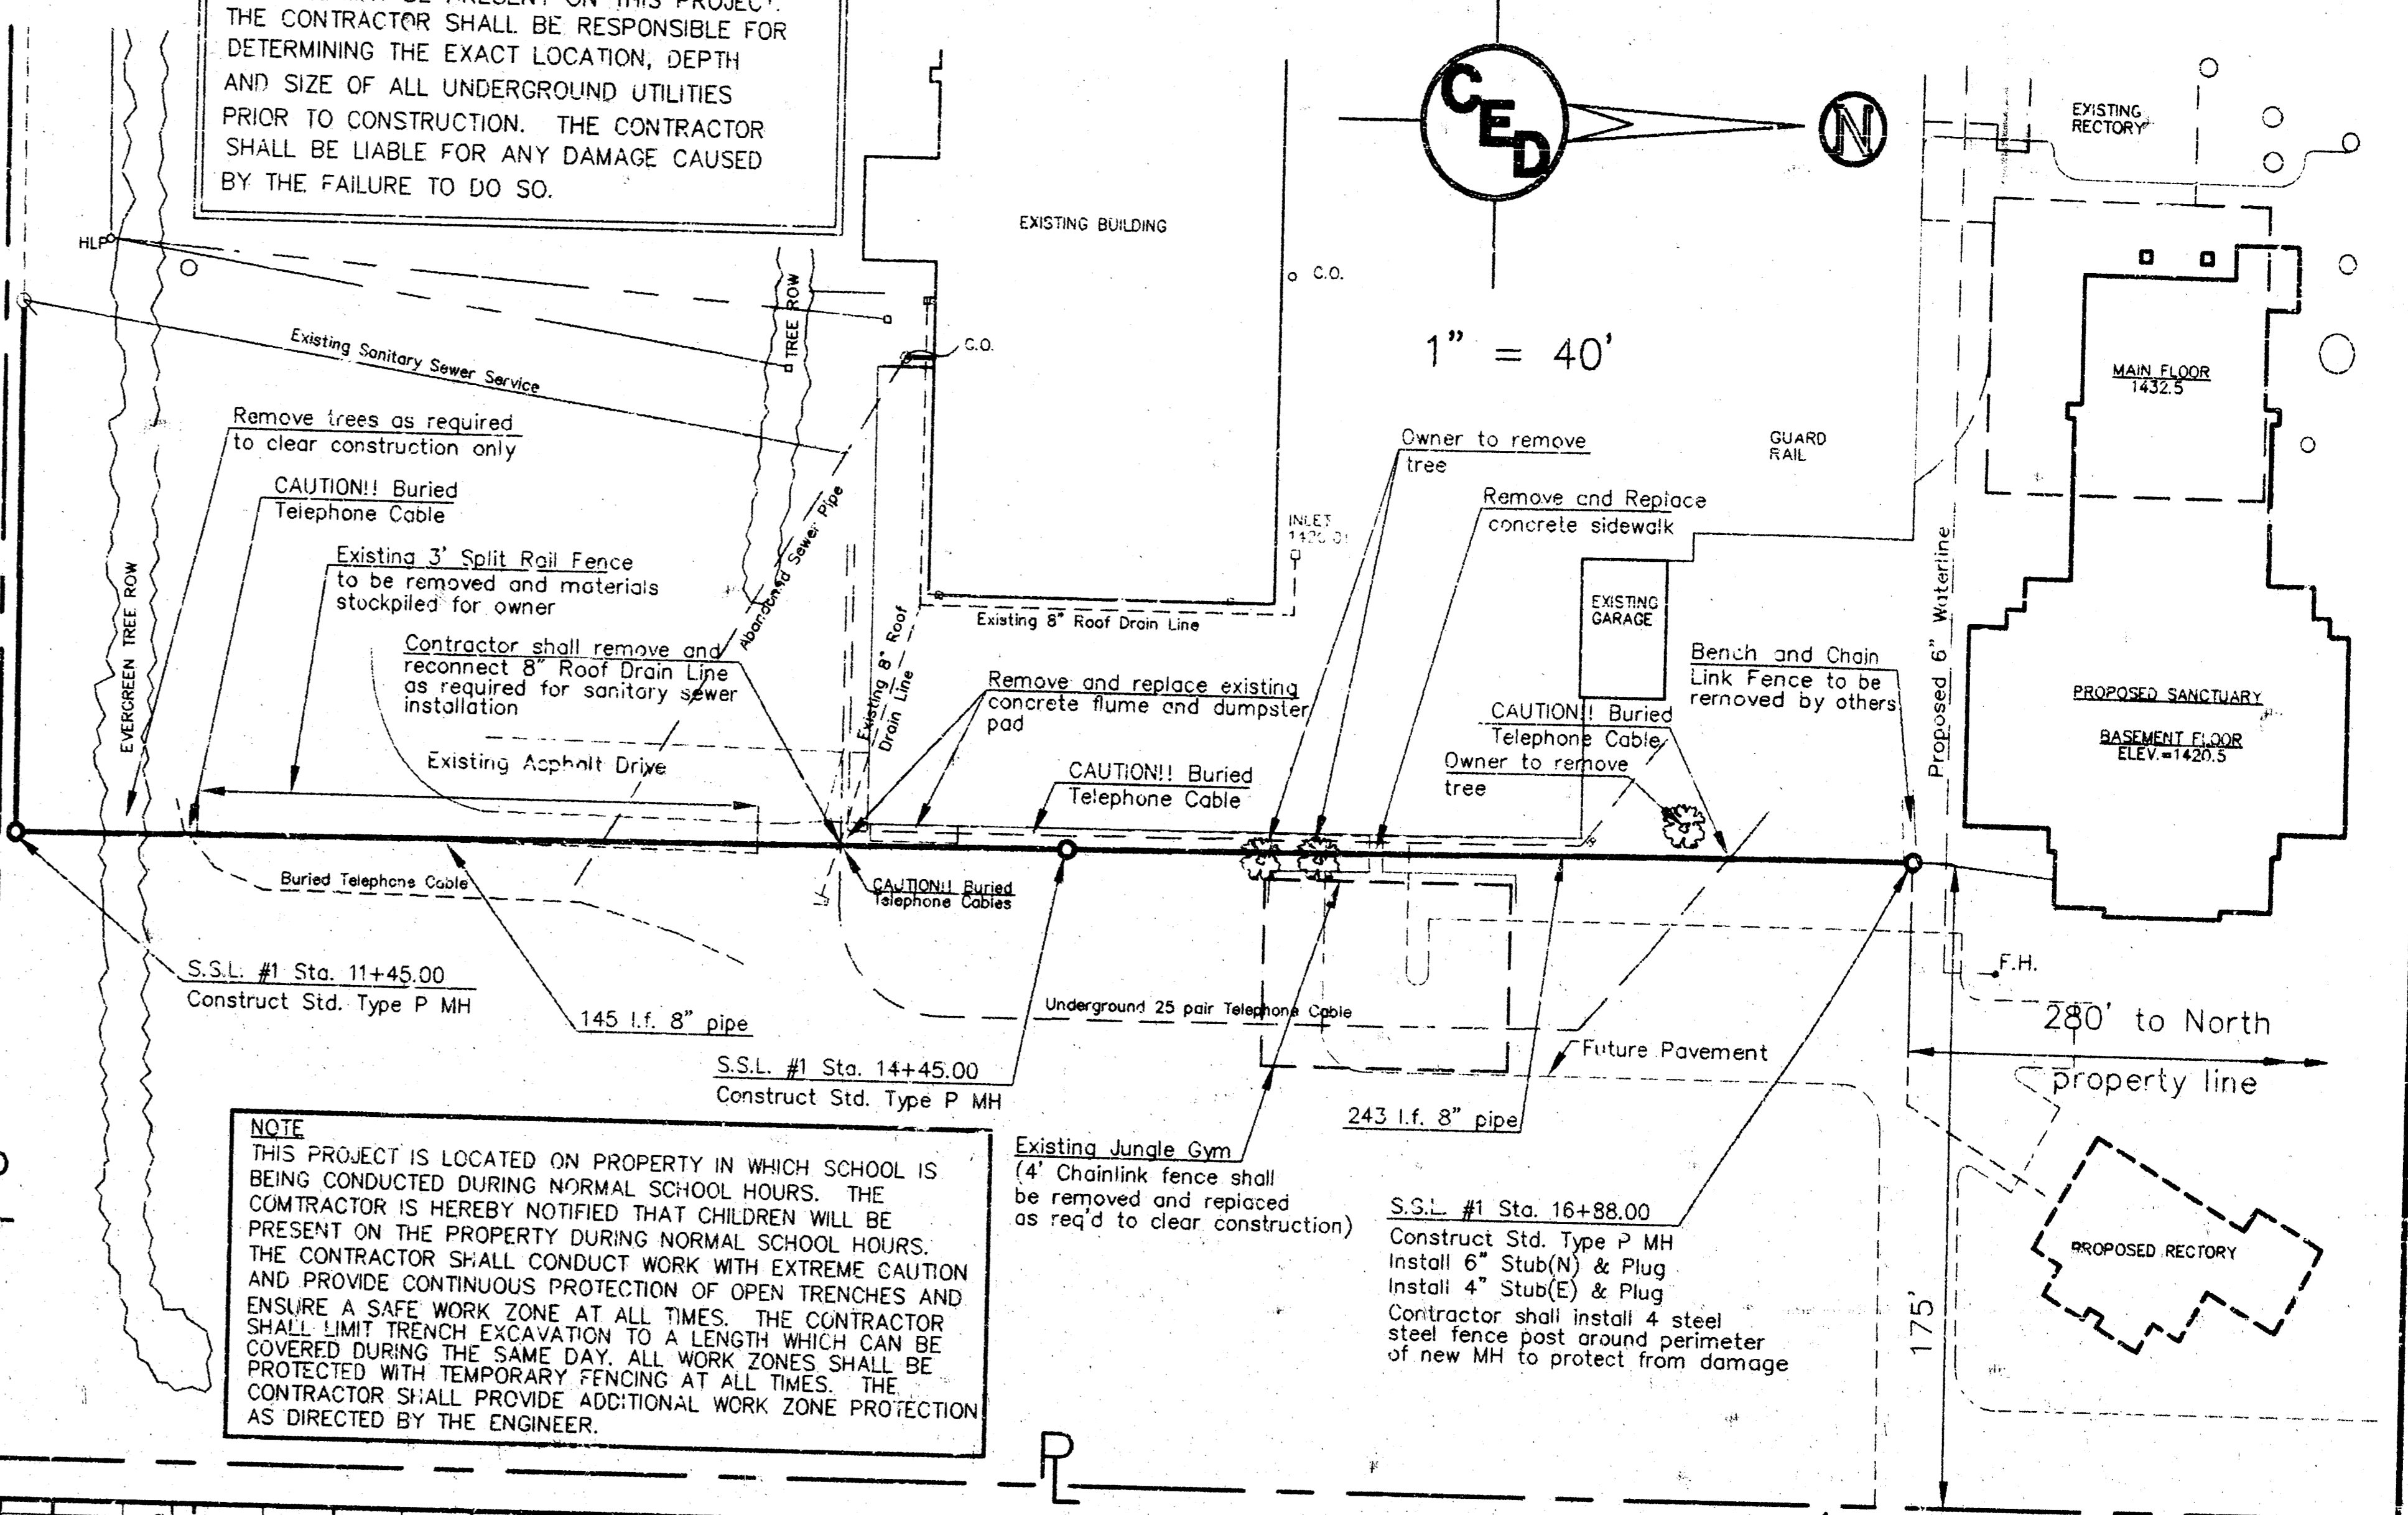 THE CONTRACTOR SHALL BE RESPONSIBLE FOR
DETERMINING THE EXACT LOCATION, DEPTH
AND SIZE OF ALL UNDERGROUND UTILITIES
PRIOR TO CONSTRUCTION. THE CONTRACTOR
SHALL BE LIABLE FOR ANY DAMAGE CAUSED
BY THE FAILURE TO DO SO.
CED
N
1" = 40'
EXISTING
RECTORY
EXISTING BUILDING
C.O.
HLP
TREE ROW
C.O.
Existing Sanitary Sewer Service
MAIN FLOOR
1432.5
Remove trees as required
to clear construction only
Owner to remove
tree
GUARD
RAIL
CAUTION!! Buried
Telephone Cable
Remove and Replace
concrete sidewalk
INLET
Abandoned Sewer Pipe
Existing 3' Split Rail Fence
to be removed and materials
stockpiled for owner
EVERGREEN TREE ROW
Existing 8" Roof Drain Line
EXISTING
GARAGE
Proposed 6" Waterline
Contractor shall remove and
reconnect 8" Roof Drain Line
as required for sanitary sewer
installation
Existing 8" Roof
Drain Line
Remove and replace existing
concrete flume and dumpster
pad
Bench and Chain
Link Fence to be
removed by others
CAUTION!! Buried
Telephone Cable
PROPOSED SANCTUARY
BASEMENT FLOOR
ELEV.=1420.5
Existing Asphalt Drive
CAUTION!! Buried
Telephone Cable
Owner to remove
tree
Buried Telephone Cable
CAUTION!! Buried
Telephone Cables
S.S.L. #1 Sta. 11+45.00
Construct Std. Type P MH
145 l.f. 8" pipe
Underground 25 pair Telephone Cable
F.H.
280' to North
property line
S.S.L. #1 Sta. 14+45.00
Construct Std. Type P MH
Future Pavement
243 l.f. 8" pipe
NOTE
THIS PROJECT IS LOCATED ON PROPERTY IN WHICH SCHOOL IS
BEING CONDUCTED DURING NORMAL SCHOOL HOURS. THE
COMTRACTOR IS HEREBY NOTIFIED THAT CHILDREN WILL BE
PRESENT ON THE PROPERTY DURING NORMAL SCHOOL HOURS.
THE CONTRACTOR SHALL CONDUCT WORK WITH EXTREME CAUTION
AND PROVIDE CONTINUOUS PROTECTION OF OPEN TRENCHES AND
ENSURE A SAFE WORK ZONE AT ALL TIMES. THE CONTRACTOR
SHALL LIMIT TRENCH EXCAVATION TO A LENGTH WHICH CAN BE
COVERED DURING THE SAME DAY. ALL WORK ZONES SHALL BE
PROTECTED WITH TEMPORARY FENCING AT ALL TIMES. THE
CONTRACTOR SHALL PROVIDE ADDITIONAL WORK ZONE PROTECTION
AS DIRECTED BY THE ENGINEER.
Existing Jungle Gym
(4' Chainlink fence shall
be removed and replaced
as req'd to clear construction)
S.S.L. #1 Sta. 16+88.00
Construct Std. Type P MH
Install 6" Stub(N) & Plug
Install 4" Stub(E) & Plug
Contractor shall install 4 steel
steel fence post around perimeter
of new MH to protect from damage
PROPOSED RECTORY
175'
PL